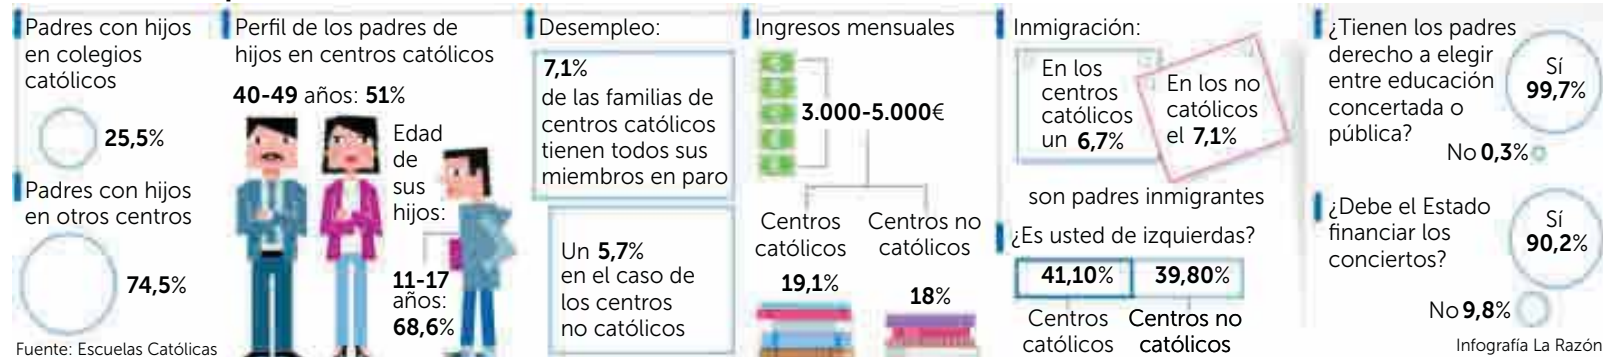 Padres con hijos
en colegios
católicos
25,5%
Padres con hijos
en otros centros
74,5%
Fuente: Escuelas Católicas
Perfil de los padres de
hijos en centros católicos
40-49 años: 51%
Edad
de
sus
hijos:
11-17
años:
68,6%
Desempleo:
7,1%
de las familias de
centros católicos
tienen todos sus
miembros en paro
Un 5,7%
en el caso de
los centros
no católicos
Ingresos mensuales
3.000-5.000€
Centros
católicos
19,1%
Centros no
católicos
18%
Inmigración:
En los
centros
católicos
un 6,7%
En los no
católicos
el 7,1%
son padres inmigrantes
¿Es usted de izquierdas?
41,10%
39,80%
Centros
católicos
Centros no
católicos
¿Tienen los padres
derecho a elegir
entre educación
concertada o
pública?
Sí
99,7%
No 0,3%
¿Debe el Estado
financiar los
conciertos?
Sí
90,2%
No 9,8%
Infografía La Razón